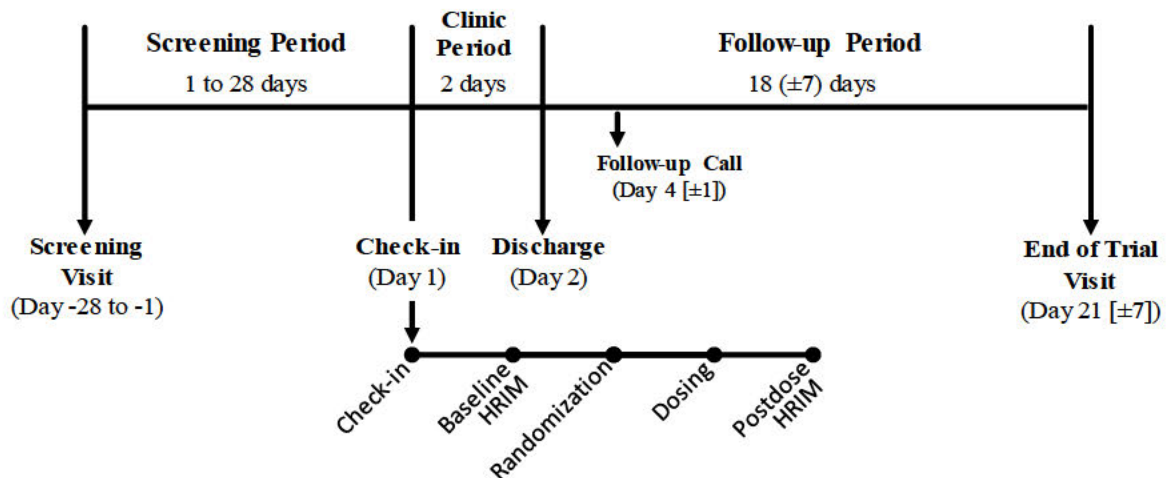 Screening Period
1 to 28 days
Clinic
Period
2 days
Follow-up Period
18 (±7) days
Follow-up Call
(Day 4 [±1])
Screening
Visit
(Day -28 to -1)
Check-in
(Day 1)
Discharge
(Day 2)
End of Trial
Visit
(Day 21 [±7])
Check-in
Baseline
HRIM
Randomization
Dosing
Postdose
HRIM